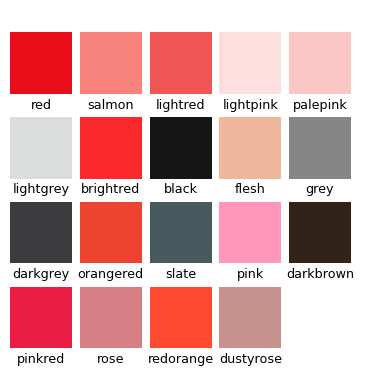 red salmon lightred lightpink palepink
lightgrey brightred black flesh grey
darkgrey orangered slate pink darkbrown
pinkred rose redorange dustyrose